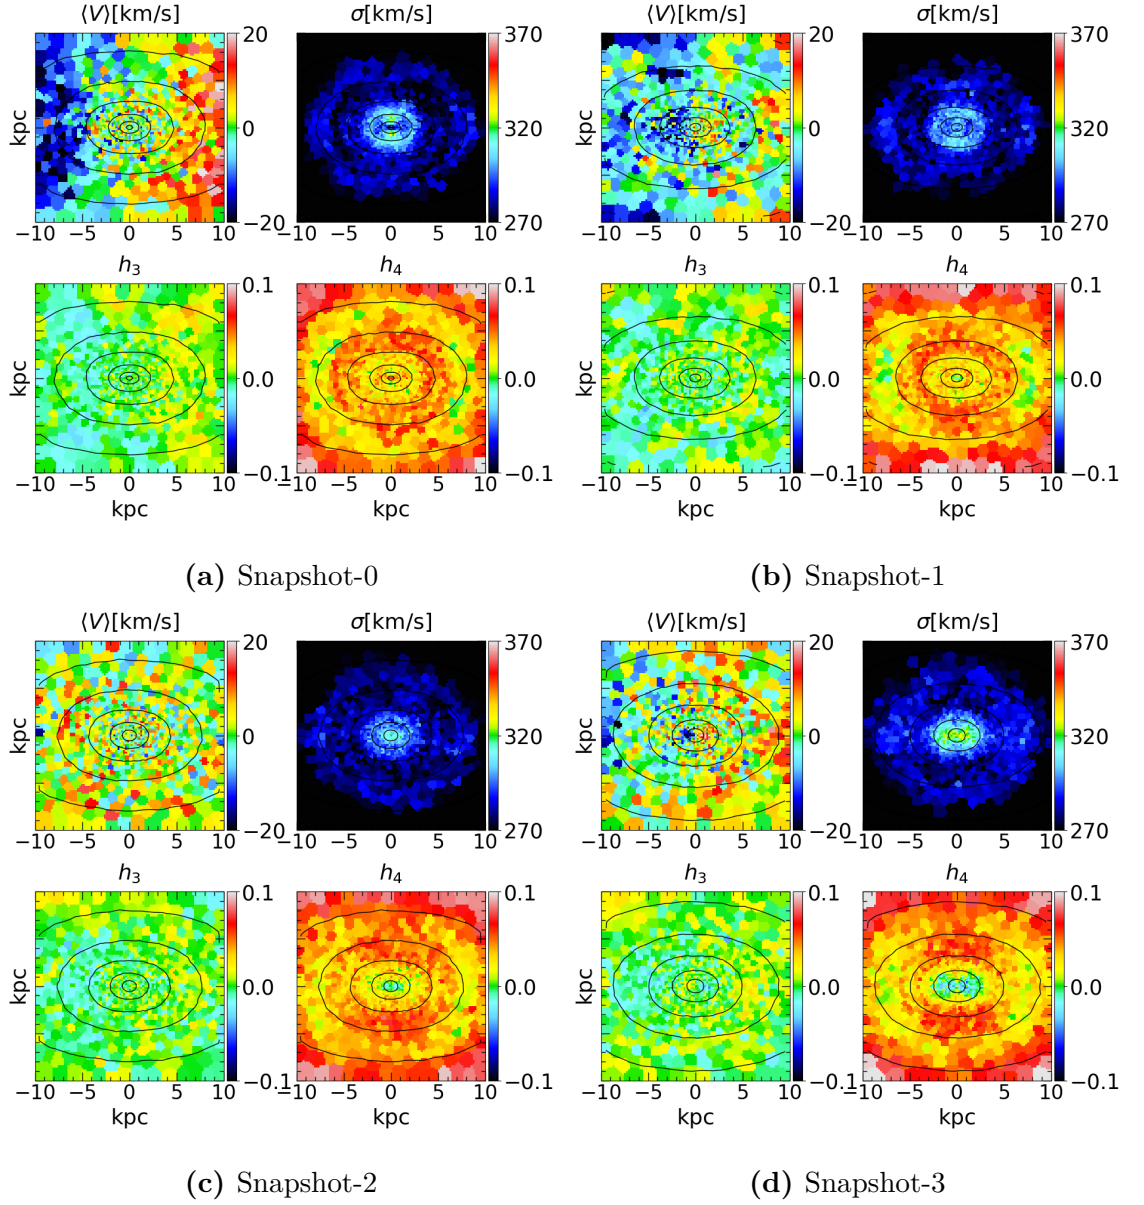 ⟨V⟩[km/s] σ[km/s] ⟨V⟩[km/s] σ[km/s]
20 370 20 370
kpc 0 320 kpc 0 320
−20 270 −20 270
−10 −5 0 5 10 −10 −5 0 5 10 −10 −5 0 5 10 −10 −5 0 5 10
h3 h4 h3 h4
0.1 0.1 0.1 0.1
kpc 0.0 0.0 kpc 0.0 0.0
−0.1 −0.1 −0.1 −0.1
−10 −5 0 5 10 −10 −5 0 5 10 −10 −5 0 5 10 −10 −5 0 5 10
kpc kpc kpc kpc
(a) Snapshot-0 (b) Snapshot-1
⟨V⟩[km/s] σ[km/s] ⟨V⟩[km/s] σ[km/s]
20 370 20 370
kpc 0 320 kpc 0 320
−20 270 −20 270
−10 −5 0 5 10 −10 −5 0 5 10 −10 −5 0 5 10 −10 −5 0 5 10
h3 h4 h3 h4
0.1 0.1 0.1 0.1
kpc 0.0 0.0 kpc 0.0 0.0
−0.1 −0.1 −0.1 −0.1
−10 −5 0 5 10 −10 −5 0 5 10 −10 −5 0 5 10 −10 −5 0 5 10
kpc kpc kpc kpc
(c) Snapshot-2 (d) Snapshot-3